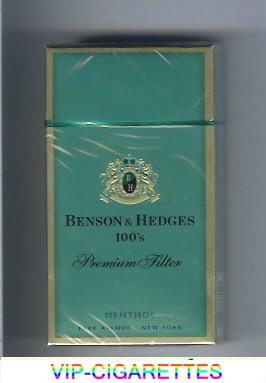 B
H
BENSON & HEDGES
100's
Premium Filter
MENTHOL
PARK AVENUE NEW YORK
VIP-CIGARETTES